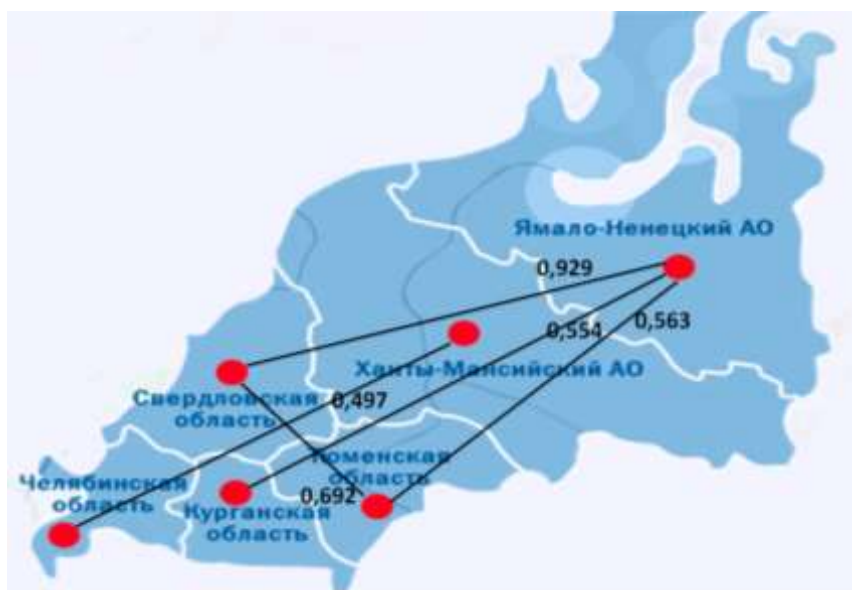 Ямало-Ненецкий АО
0,929
0,554
0,563
Ханты-Мансийский АО
Свердловская
область
0,497
Тюменская
область
Челябинская
область
0,692
Курганская
область